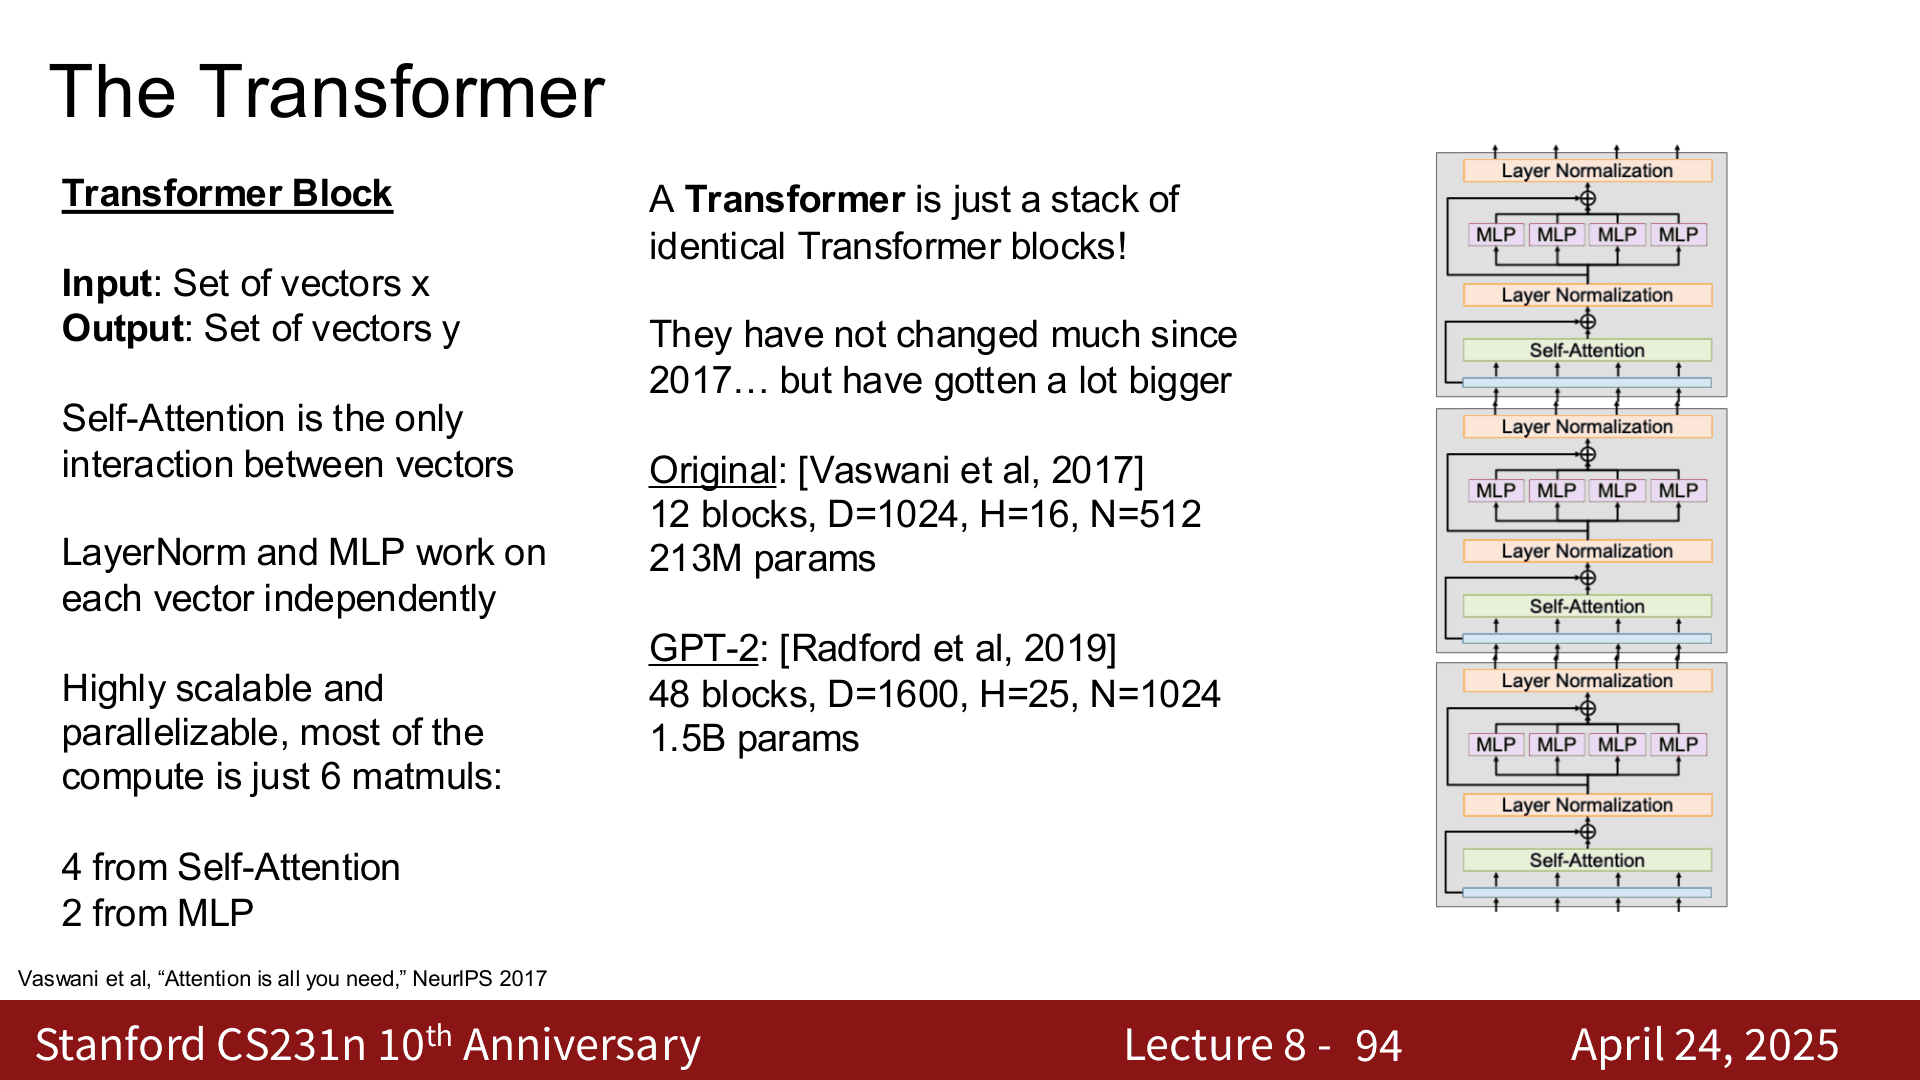 The Transformer
Transformer Block
Input: Set of vectors x
Output: Set of vectors y
Self-Attention is the only
interaction between vectors
LayerNorm and MLP work on
each vector independently
Highly scalable and
parallelizable, most of the
compute is just 6 matmuls:
4 from Self-Attention
2 from MLP
A Transformer is just a stack of
identical Transformer blocks!
They have not changed much since
2017… but have gotten a lot bigger
Original: [Vaswani et al, 2017]
12 blocks, D=1024, H=16, N=512
213M params
GPT-2: [Radford et al, 2019]
48 blocks, D=1600, H=25, N=1024
1.5B params
Layer Normalization
MLP MLP MLP MLP
Layer Normalization
Self-Attention
Layer Normalization
MLP MLP MLP MLP
Layer Normalization
Self-Attention
Layer Normalization
MLP MLP MLP MLP
Layer Normalization
Self-Attention
Vaswani et al, “Attention is all you need,” NeurIPS 2017
Stanford CS231n 10th Anniversary
Lecture 8 - 94
April 24, 2025